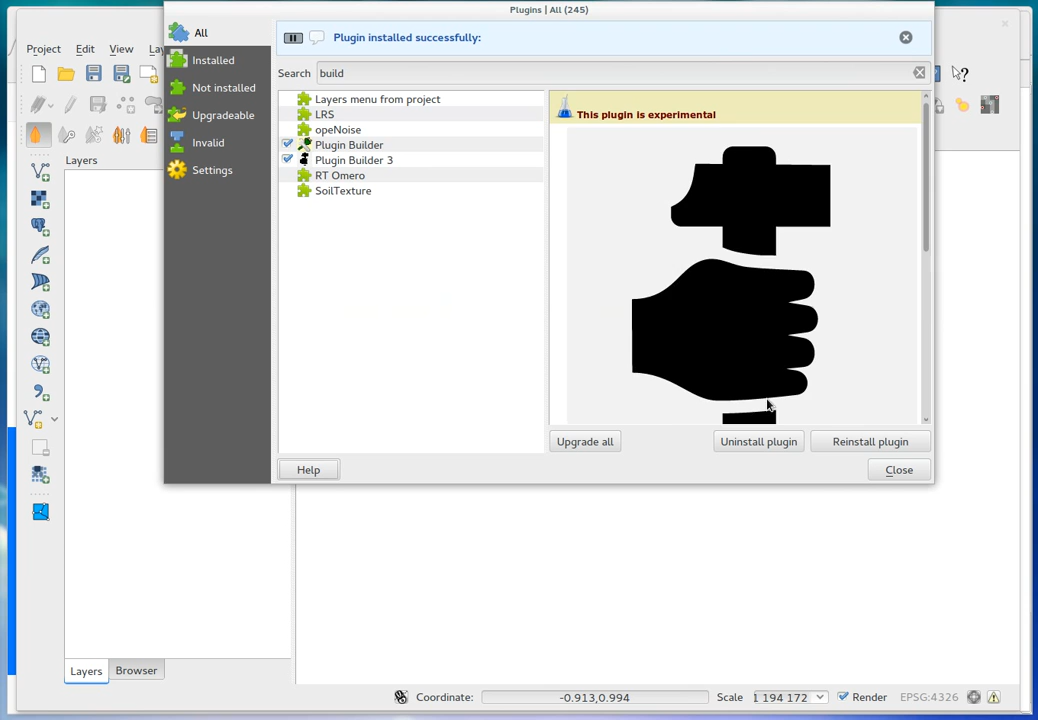 Plugins | All (245)
Project Edit View
All
Installed
Not installed
Upgradeable
Invalid
Settings
Plugin installed successfully:
Search build
Layers menu from project
LRS
opeNoise
Plugin Builder
Plugin Builder 3
RT Omero
SoilTexture
This plugin is experimental
Upgrade all Uninstall plugin Reinstall plugin
Help Close
Layers
Layers Browser
Coordinate: -0.913,0.994 Scale 1 194 172 Render EPSG:4326